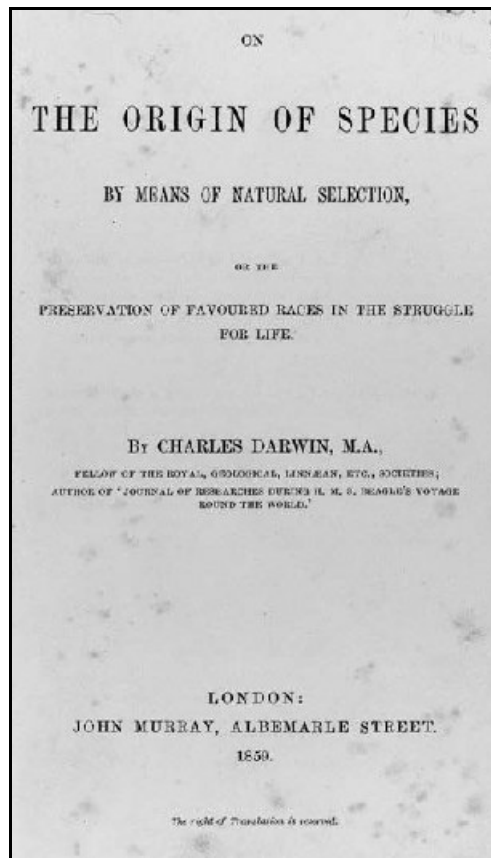 ON
THE ORIGIN OF SPECIES
BY MEANS OF NATURAL SELECTION,
OR THE
PRESERVATION OF FAVOURED RACES IN THE STRUGGLE
FOR LIFE.
By CHARLES DARWIN, M.A.,
FELLOW OF THE ROYAL, GEOLOGICAL, LINNÆAN, ETC., SOCIETIES;
AUTHOR OF 'JOURNAL OF RESEARCHES DURING H. M. S. BEAGLE'S VOYAGE
ROUND THE WORLD.'
LONDON:
JOHN MURRAY, ALBEMARLE STREET.
1859.
The right of Translation is reserved.